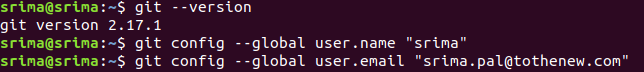 srima@srima:~$ git --version
git version 2.17.1
srima@srima:~$ git config --global user.name "srima"
srima@srima:~$ git config --global user.email "srima.pal@tothenew.com"